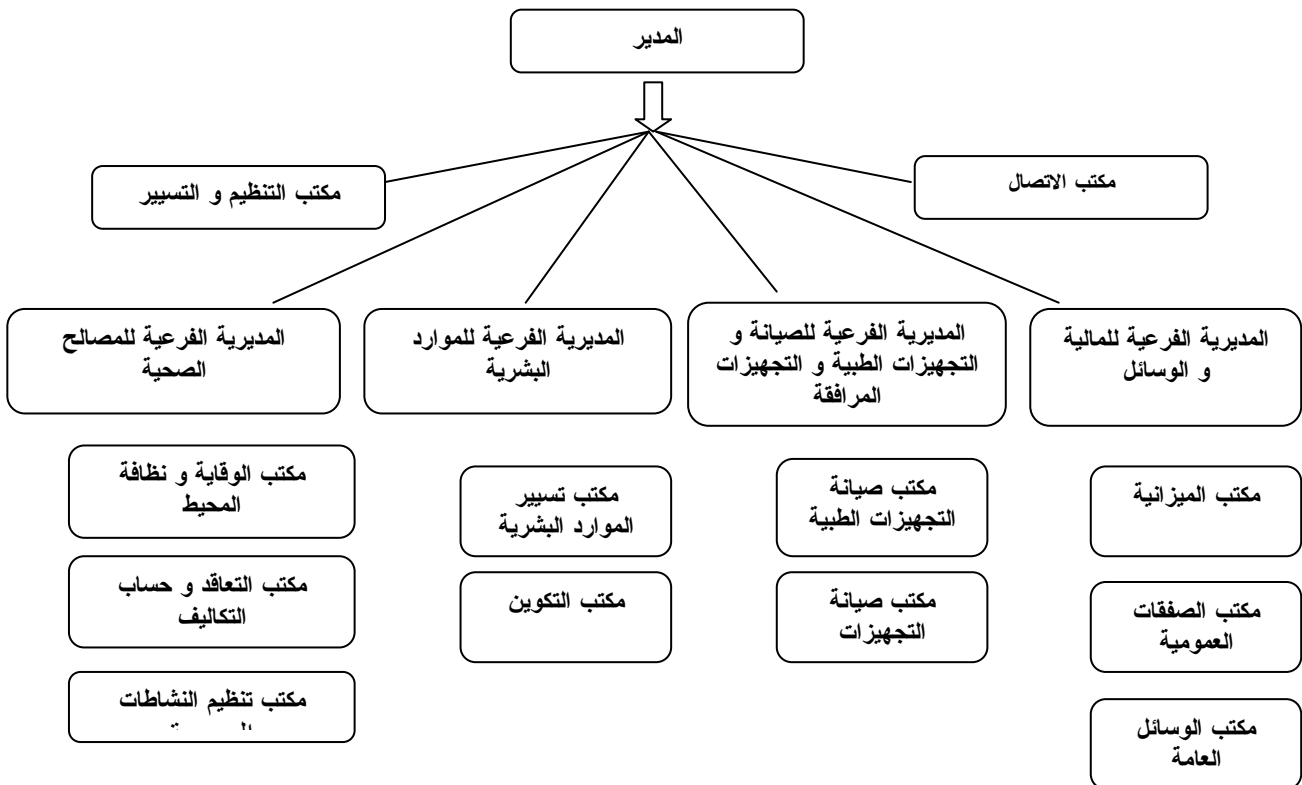 المدير
مكتب الاتصال
مكتب التنظيم و التسيير
المديرية الفرعية للمالية
و الوسائل
المديرية الفرعية للصيانة و
التجهيزات الطبية و التجهيزات
المرافقة
المديرية الفرعية للموارد
البشرية
المديرية الفرعية للمصالح
الصحية
مكتب الميزانية
مكتب الصفقات
العمومية
مكتب الوسائل
العامة
مكتب صيانة
التجهيزات الطبية
مكتب صيانة
التجهيزات
مكتب تسيير
الموارد البشرية
مكتب التكوين
مكتب الوقاية و نظافة
المحيط
مكتب التعاقد و حساب
التكاليف
مكتب تنظيم النشاطات